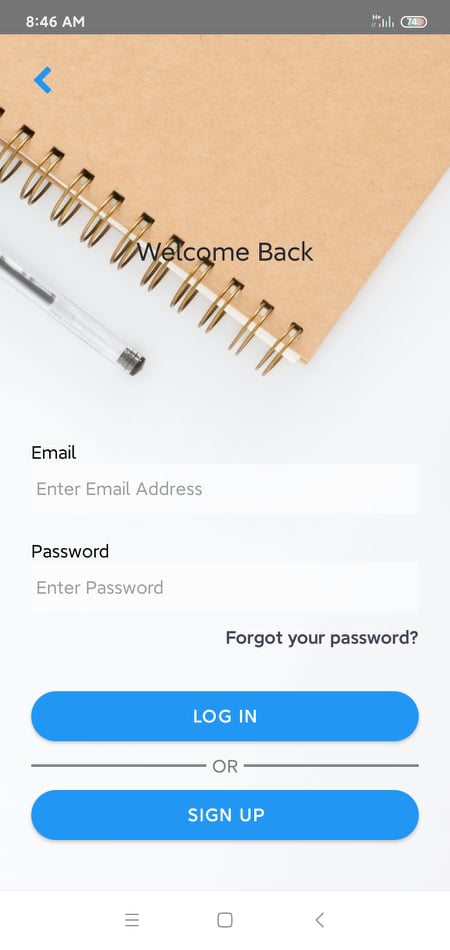 8:46 AM
H+
74
Welcome Back
Email
Enter Email Address
Password
Enter Password
Forgot your password?
LOG IN
OR
SIGN UP